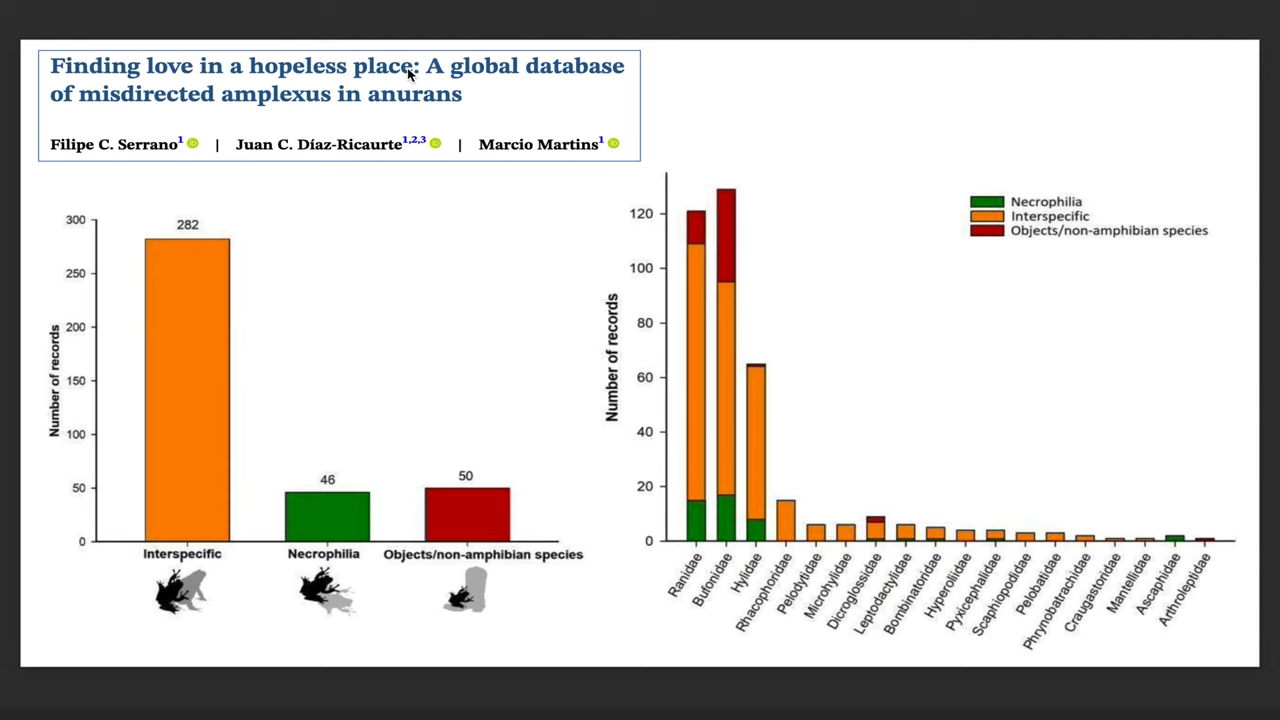 Finding love in a hopeless place: A global database
of misdirected amplexus in anurans
Filipe C. Serrano1 | Juan C. Díaz-Ricaurte1,2,3 | Marcio Martins1
Number of records
300
250
200
150
100
50
0
282
46
50
Interspecific
Necrophilia
Objects/non-amphibian species
Number of records
120
100
80
60
40
20
0
Necrophilia
Interspecific
Objects/non-amphibian species
Ranidae
Bufonidae
Hylidae
Rhacophoridae
Pelodytidae
Microhylidae
Dicroglossidae
Leptodactylidae
Bombinatoridae
Hyperoliidae
Pyxicephalidae
Scaphiopodidae
Pelobatidae
Phrynobatrachidae
Craugastoridae
Mantellidae
Ascaphidae
Arthroleptidae